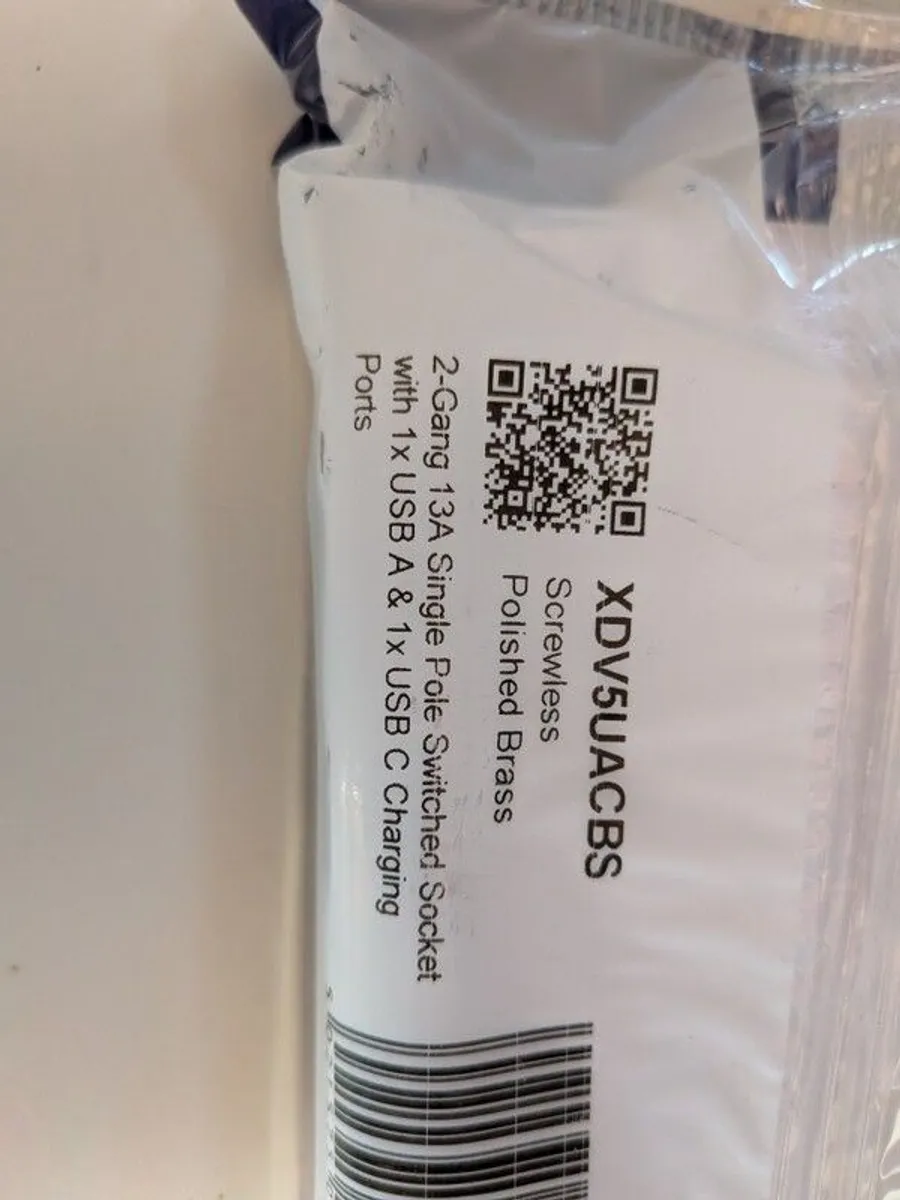 XDV5UACBS
Screwless
Polished Brass
2-Gang 13A Single Pole Switched Socket
with 1x USB A & 1x USB C Charging
Ports